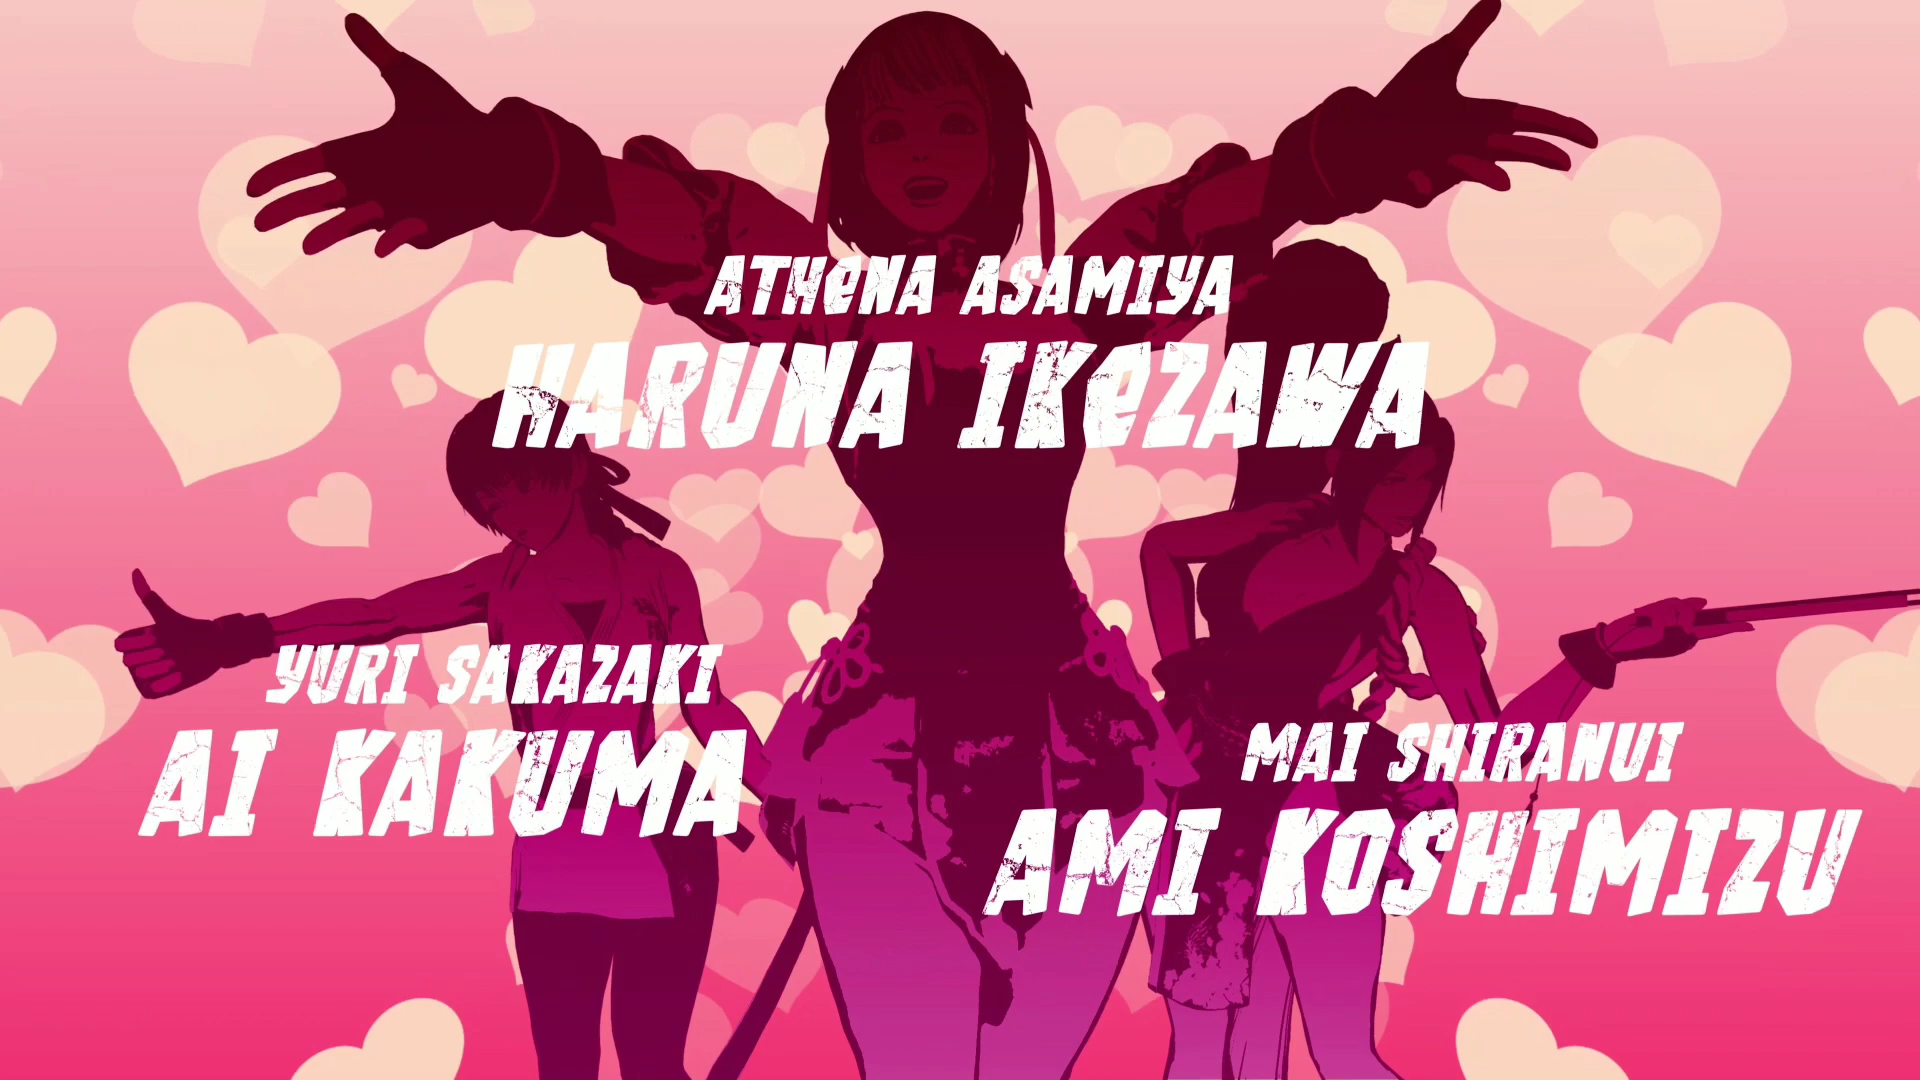 ATHENA ASAMIYA
HARUNA IKEZAWA
YURI SAKAZAKI
AI KAKUMA
MAI SHIRANUI
AMI KOSHIMIZU